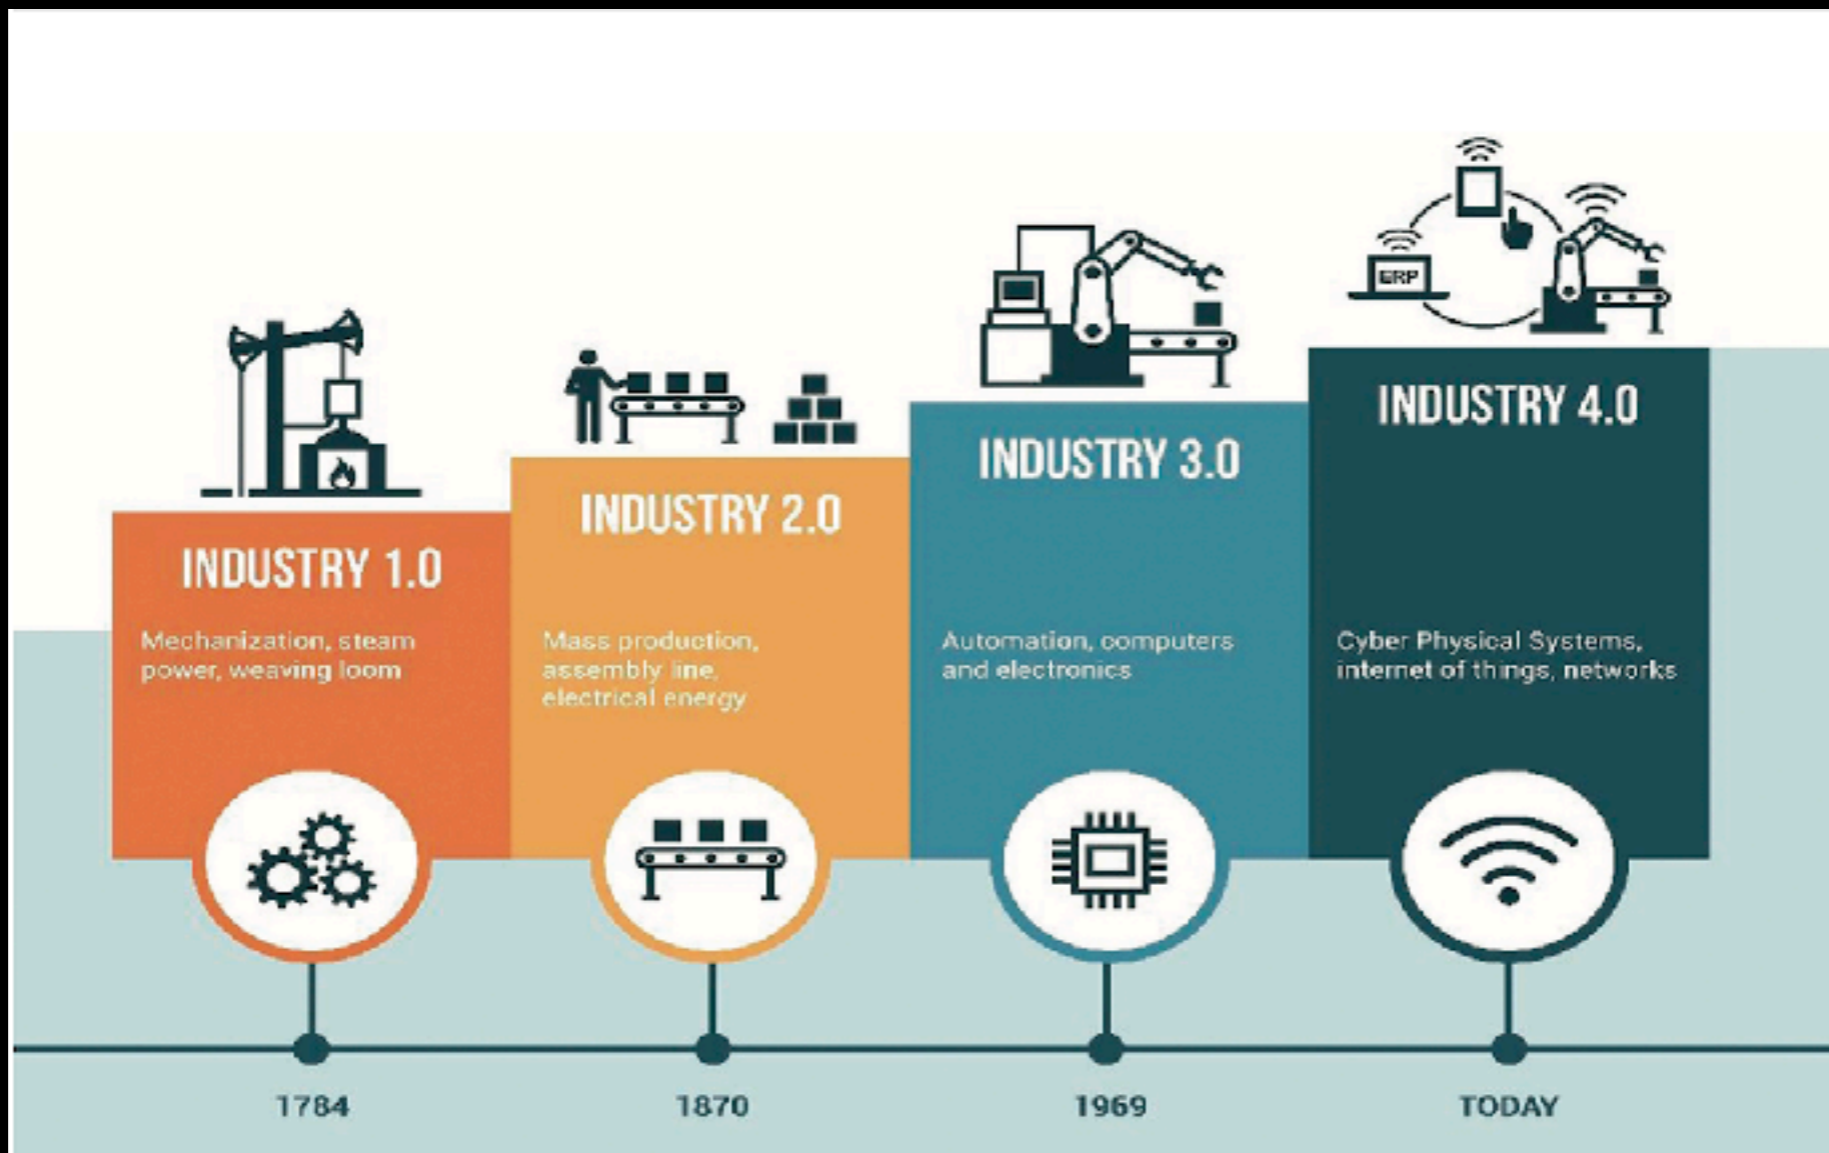 ERP
INDUSTRY 1.0
Mechanization, steam
power, weaving loom
INDUSTRY 2.0
Mass production,
assembly line,
electrical energy
INDUSTRY 3.0
Automation, computers
and electronics
INDUSTRY 4.0
Cyber Physical Systems,
internet of things, networks
1784
1870
1969
TODAY